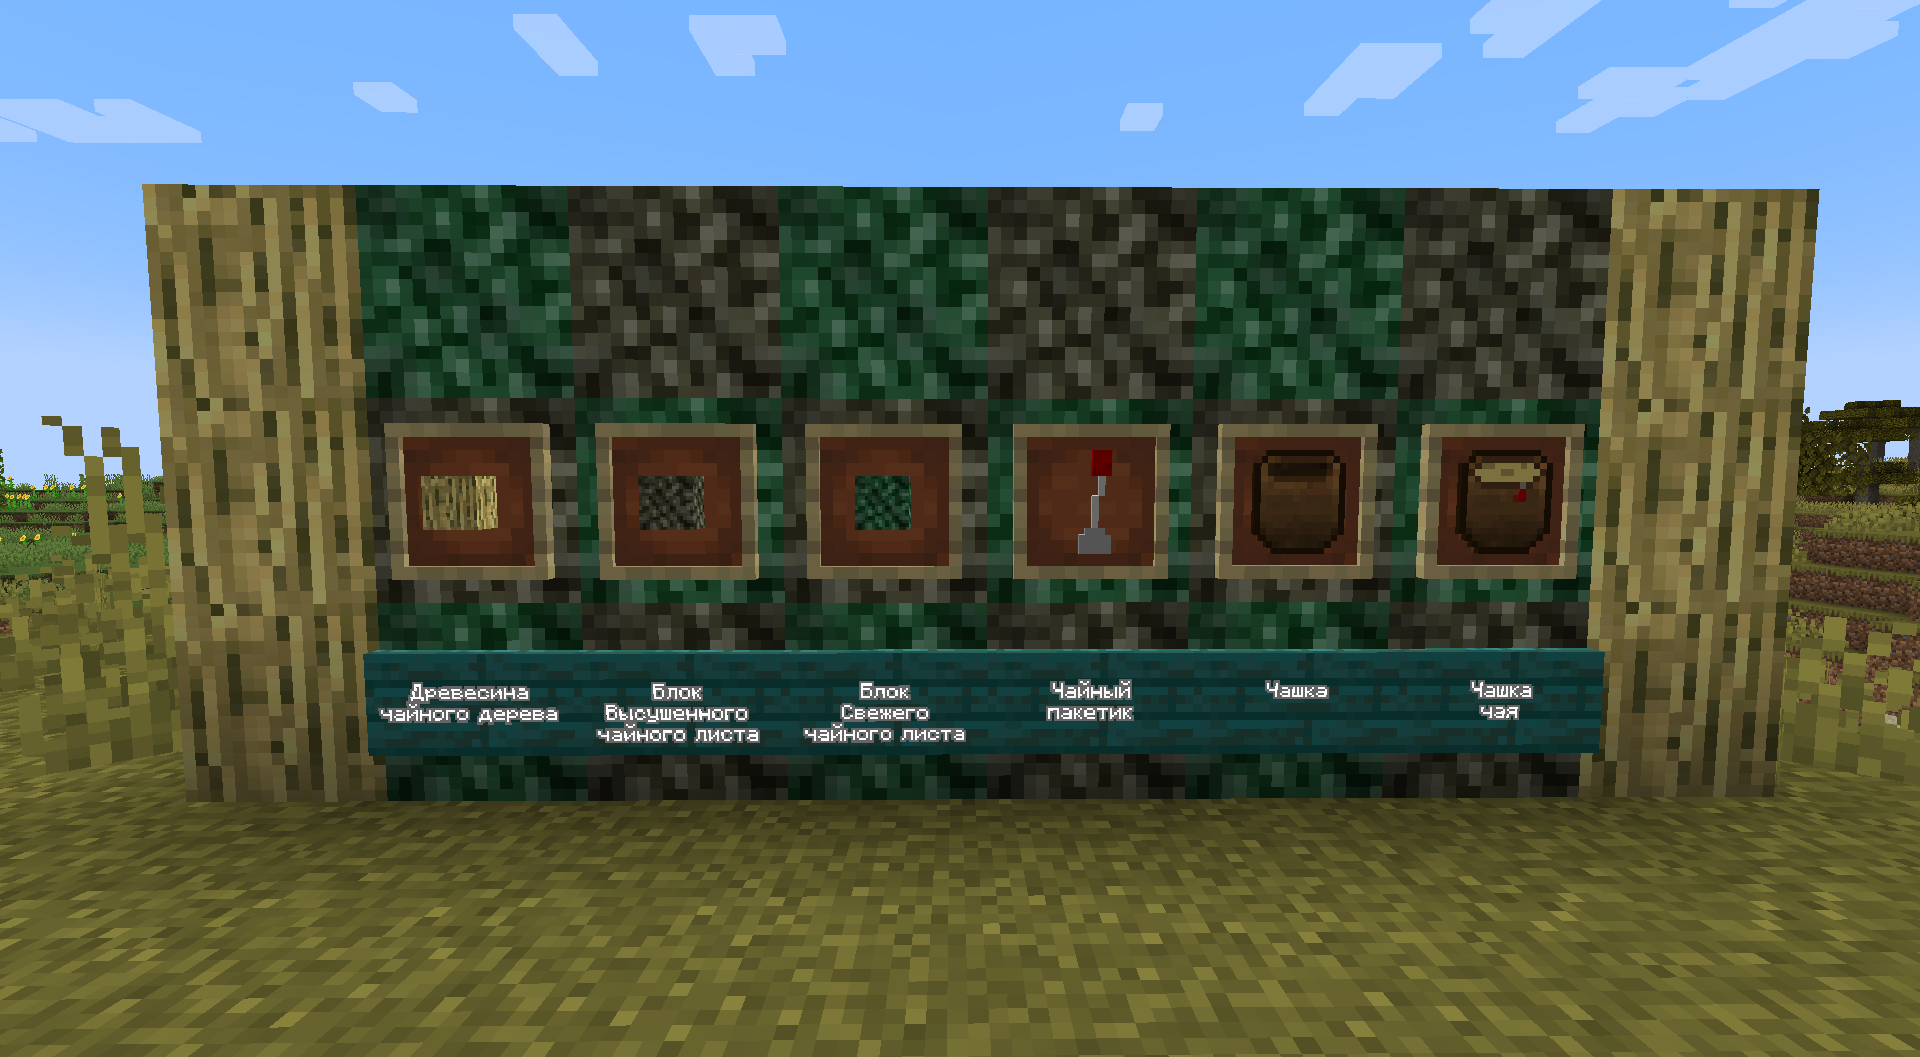 Древесина
чайного дерева
Блок
Высушенного
чайного листа
Блок
Свежего
чайного листа
Чайный
пакетик
Чашка
Чашка
чая